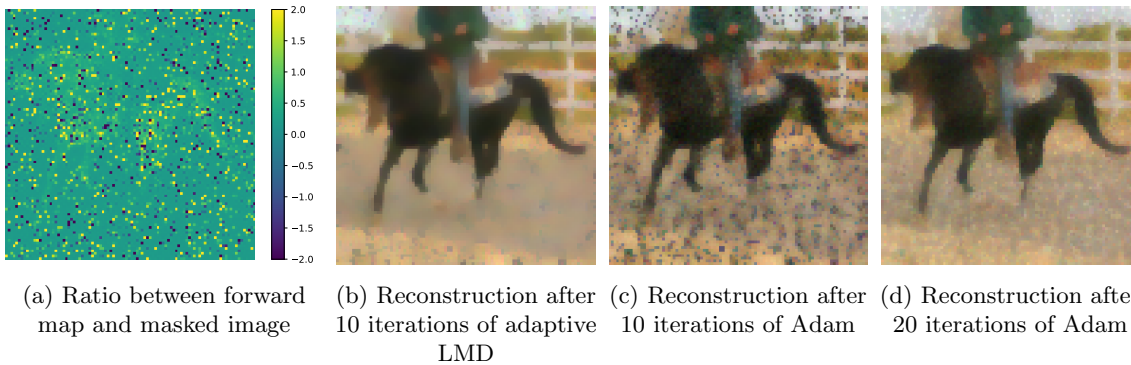 2.0
1.5
1.0
0.5
0.0
−0.5
−1.0
−1.5
−2.0
(a) Ratio between forward
map and masked image
(b) Reconstruction after
10 iterations of adaptive
LMD
(c) Reconstruction after
10 iterations of Adam
(d) Reconstruction afte
20 iterations of Adam